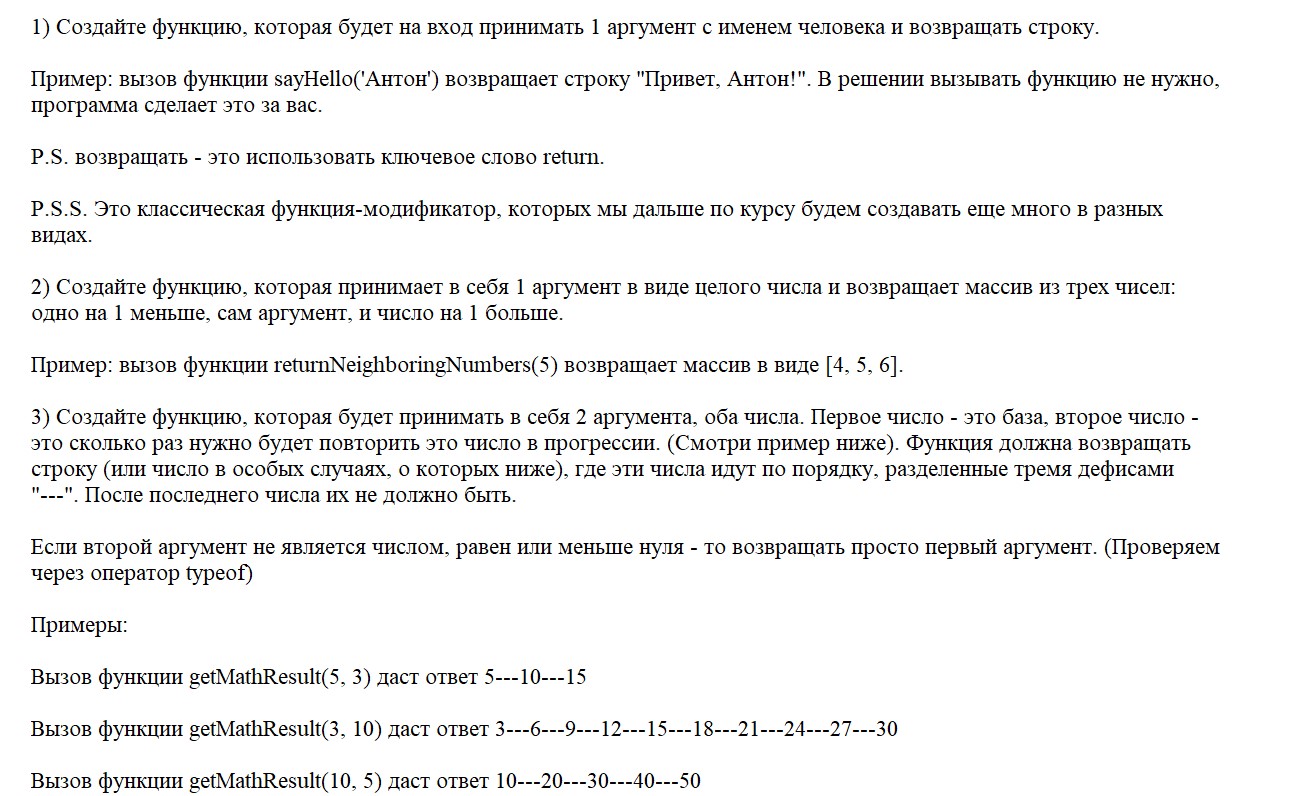 1) Создайте функцию, которая будет на вход принимать 1 аргумент с именем человека и возвращать строку.
Пример: вызов функции sayHello('Антон') возвращает строку "Привет, Антон!". В решении вызывать функцию не нужно,
программа сделает это за вас.
P.S. возвращать - это использовать ключевое слово return.
P.S.S. Это классическая функция-модификатор, которых мы дальше по курсу будем создавать еще много в разных
видах.
2) Создайте функцию, которая принимает в себя 1 аргумент в виде целого числа и возвращает массив из трех чисел:
одно на 1 меньше, сам аргумент, и число на 1 больше.
Пример: вызов функции returnNeighboringNumbers(5) возвращает массив в виде [4, 5, 6].
3) Создайте функцию, которая будет принимать в себя 2 аргумента, оба числа. Первое число - это база, второе число -
это сколько раз нужно будет повторить это число в прогрессии. (Смотри пример ниже). Функция должна возвращать
строку (или число в особых случаях, о которых ниже), где эти числа идут по порядку, разделенные тремя дефисами
"---". После последнего числа их не должно быть.
Если второй аргумент не является числом, равен или меньше нуля - то возвращать просто первый аргумент. (Проверяем
через оператор typeof)
Примеры:
Вызов функции getMathResult(5, 3) даст ответ 5---10---15
Вызов функции getMathResult(3, 10) даст ответ 3---6---9---12---15---18---21---24---27---30
Вызов функции getMathResult(10, 5) даст ответ 10---20---30---40---50